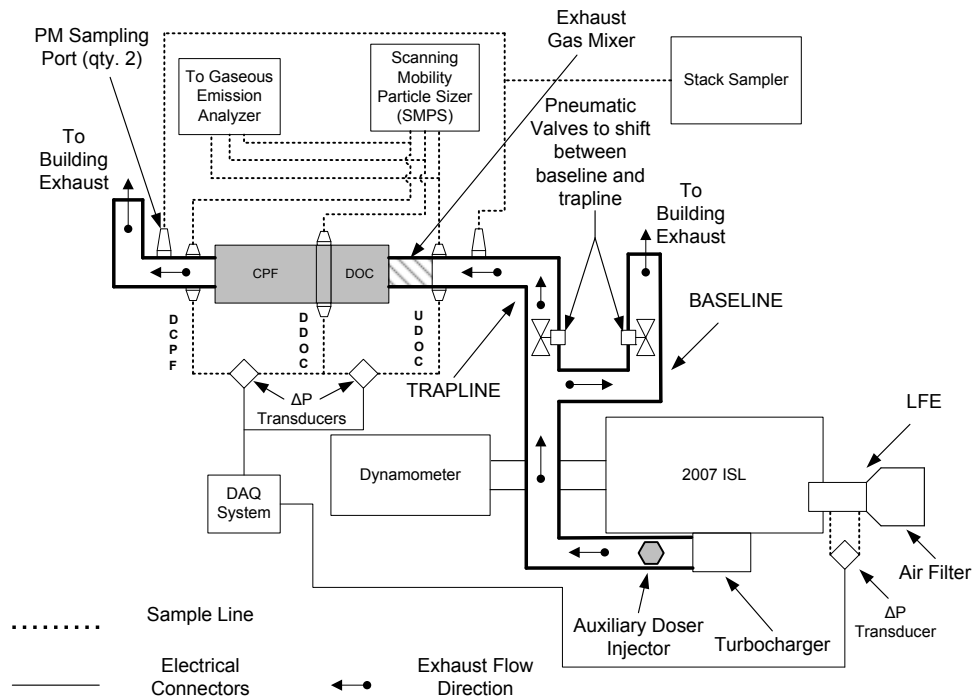 PM Sampling
Port (qty. 2)
To Gaseous
Emission
Analyzer
Scanning
Mobility
Particle Sizer
(SMPS)
Exhaust
Gas Mixer
Stack Sampler
To
Building
Exhaust
Pneumatic
Valves to shift
between
baseline and
trapline
To
Building
Exhaust
CPF
DOC
BASELINE
DCPF
DDOC
UDOC
TRAPLINE
ΔP
Transducers
LFE
Dynamometer
2007 ISL
DAQ
System
Air Filter
ΔP
Transducer
Auxiliary Doser
Injector
Turbocharger
Sample Line
Electrical
Connectors
Exhaust Flow
Direction